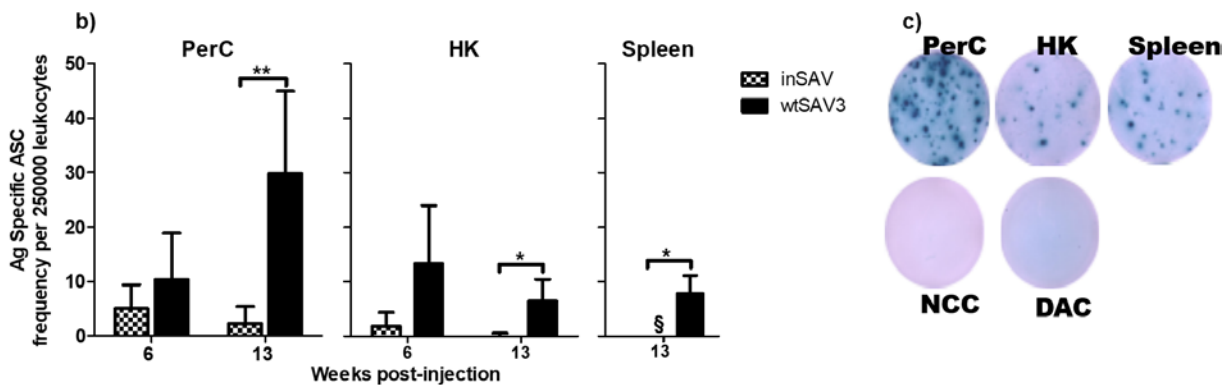 b)
PerC
HK
Spleen
Ag Specific ASC
frequency per 250000 leukocytes
50
40
30
20
10
0
**
*
*
§
6
13
6
13
13
Weeks post-injection
inSAV
wtSAV3
c)
PerC
HK
Spleen
NCC
DAC